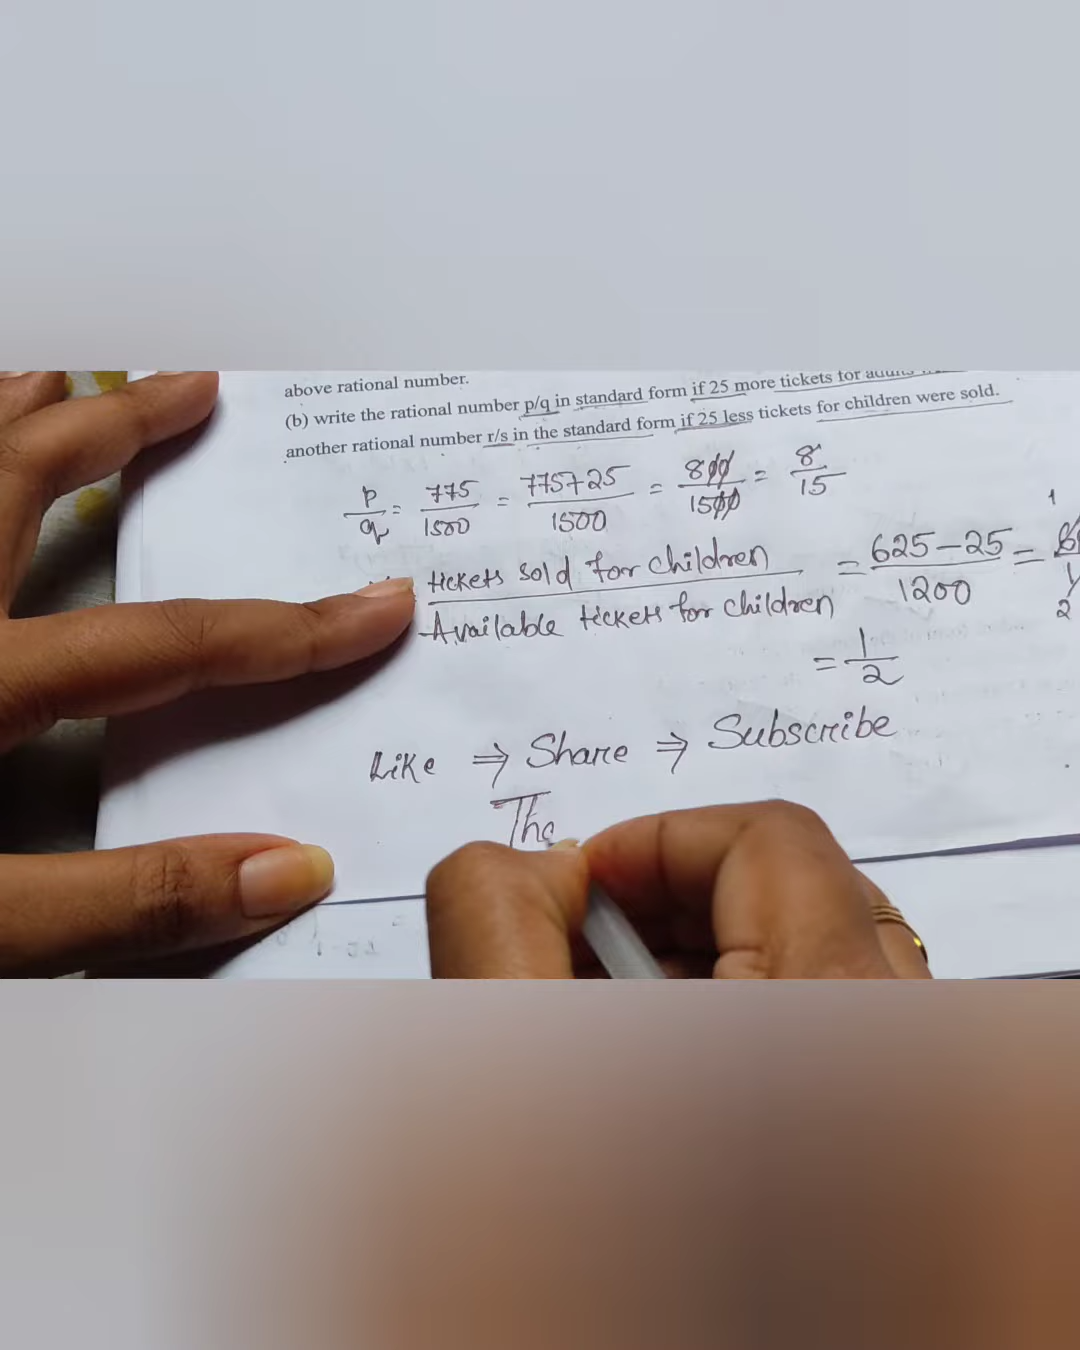 above rational number.
(b) write the rational number p/q in standard form if 25 more tickets for adults
another rational number r/s in the standard form if 25 less tickets for children were sold.
p/q = 775/1500 = 775+25/1500 = 800/1500 = 8/15
tickets sold for children / Available tickets for children = 625-25/1200 =
= 1/2
Like ⇒ Share ⇒ Subscribe
Tha